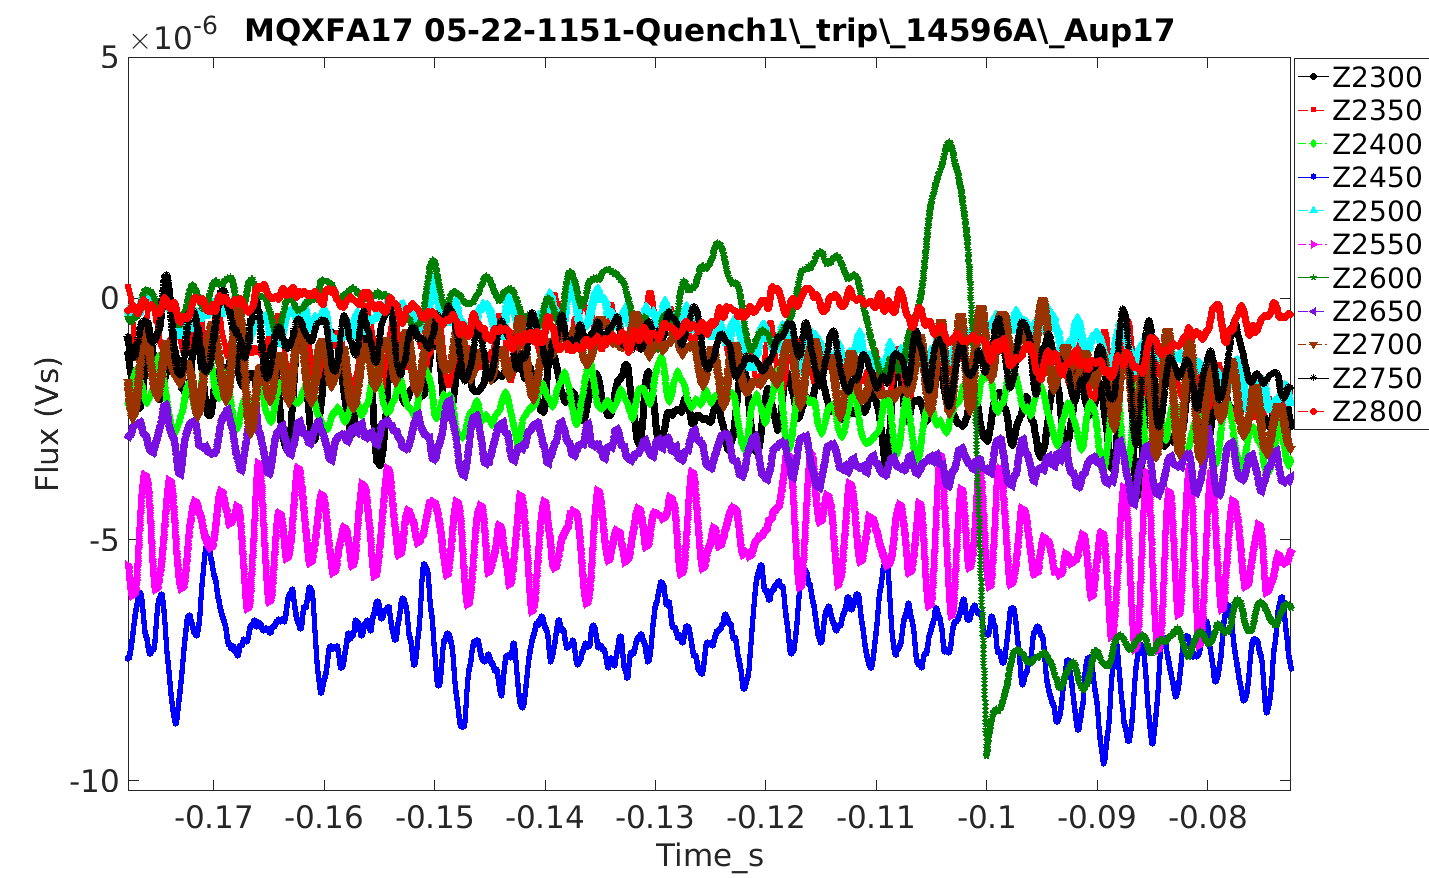 MQXFA17 05-22-1151-Quench1\_trip\_14596A\_Aup17
×10-6
5
0
-5
-10
Flux (Vs)
-0.17
-0.16
-0.15
-0.14
-0.13
-0.12
-0.11
-0.1
-0.09
-0.08
Time_s
Z2300
Z2350
Z2400
Z2450
Z2500
Z2550
Z2600
Z2650
Z2700
Z2750
Z2800